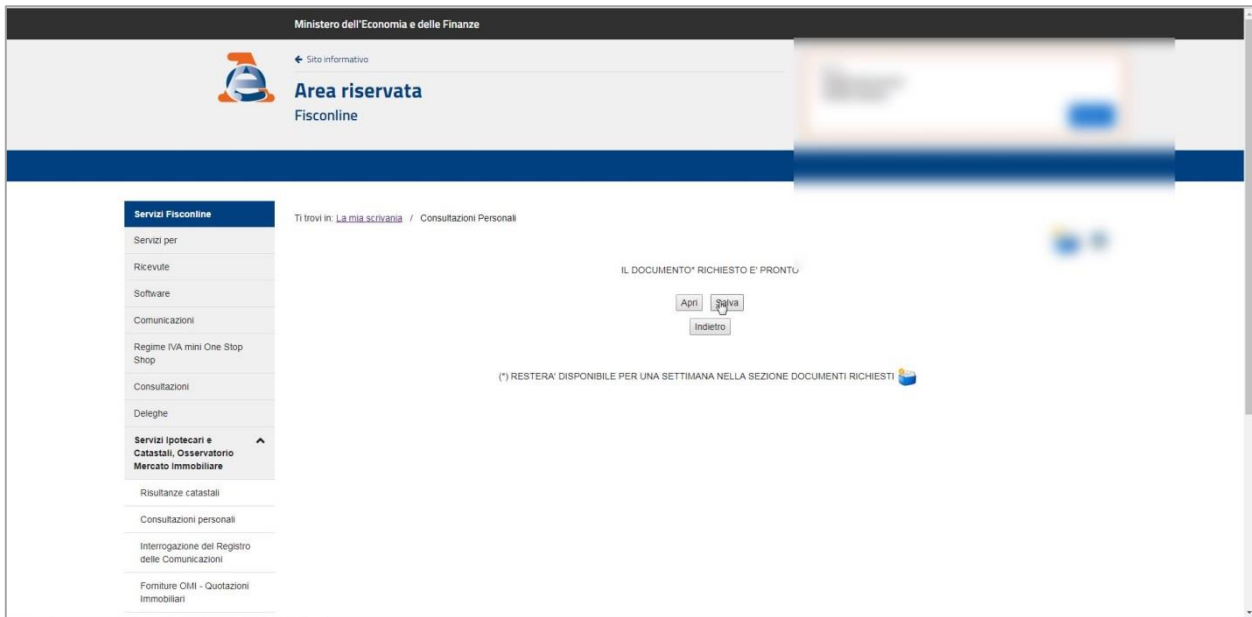 Ministero dell'Economia e delle Finanze
← Sito informativo
Area riservata
Fisconline
Servizi Fisconline
Servizi per
Ricevute
Software
Comunicazioni
Regime IVA mini One Stop
Shop
Consultazioni
Deleghe
Servizi Ipotecari e
Catastali, Osservatorio
Mercato Immobiliare
Risultanze catastali
Consultazioni personali
Interrogazione del Registro
delle Comunicazioni
Forniture OMI - Quotazioni
Immobiliari
Ti trovi in: La mia scrivania / Consultazioni Personali
IL DOCUMENTO* RICHIESTO E' PRONTO
Apri Salva
Indietro
(*) RESTERA' DISPONIBILE PER UNA SETTIMANA NELLA SEZIONE DOCUMENTI RICHIESTI